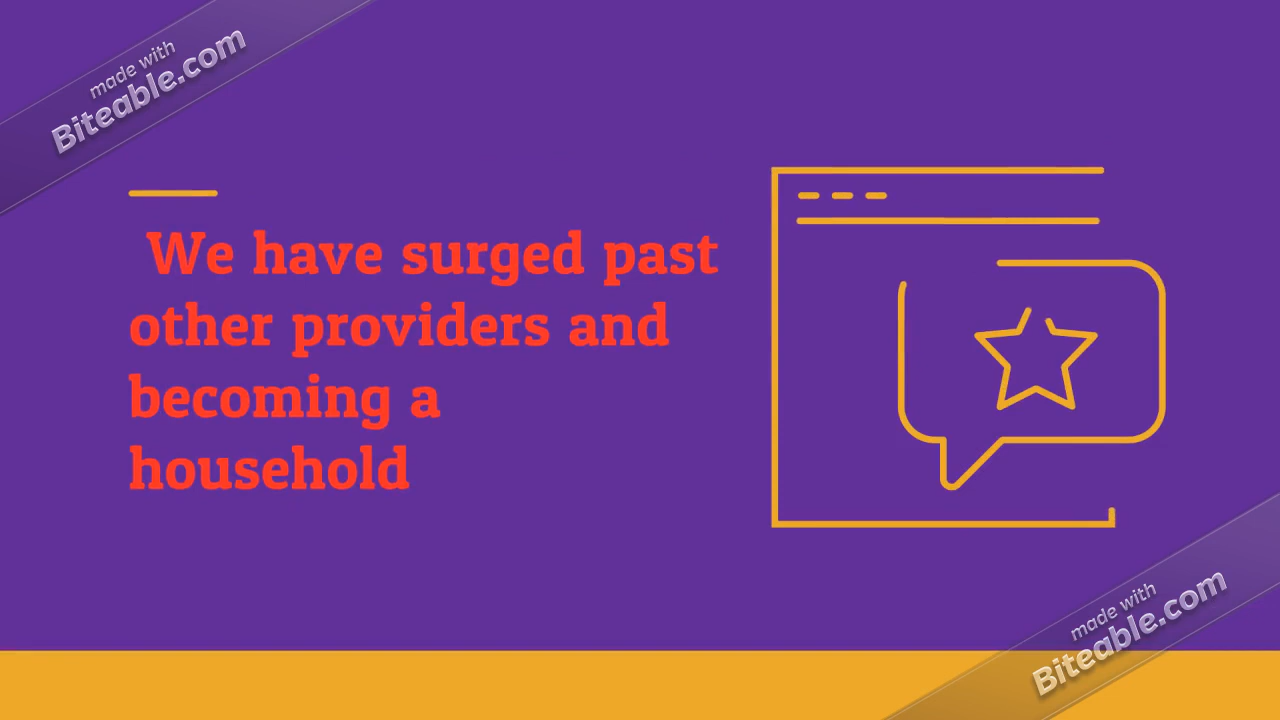 made with
Biteable.com
We have surged past
other providers and
becoming a
household
made with
Biteable.com